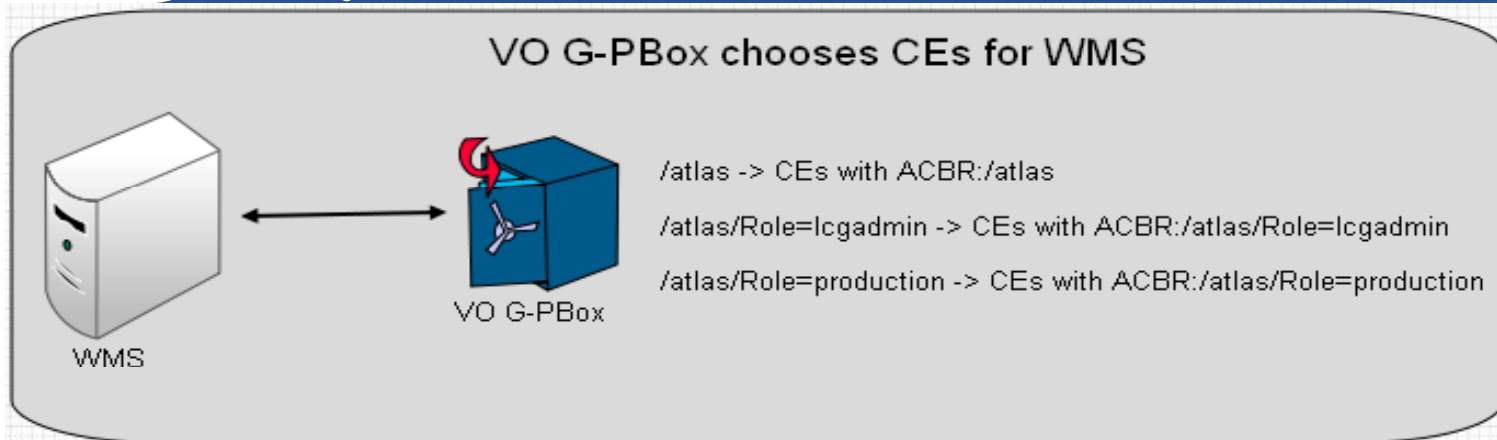 VO G-PBox chooses CEs for WMS
/atlas -> CEs with ACBR:/atlas
/atlas/Role=lcgadmin -> CEs with ACBR:/atlas/Role=lcgadmin
/atlas/Role=production -> CEs with ACBR:/atlas/Role=production
VO G-PBox
WMS